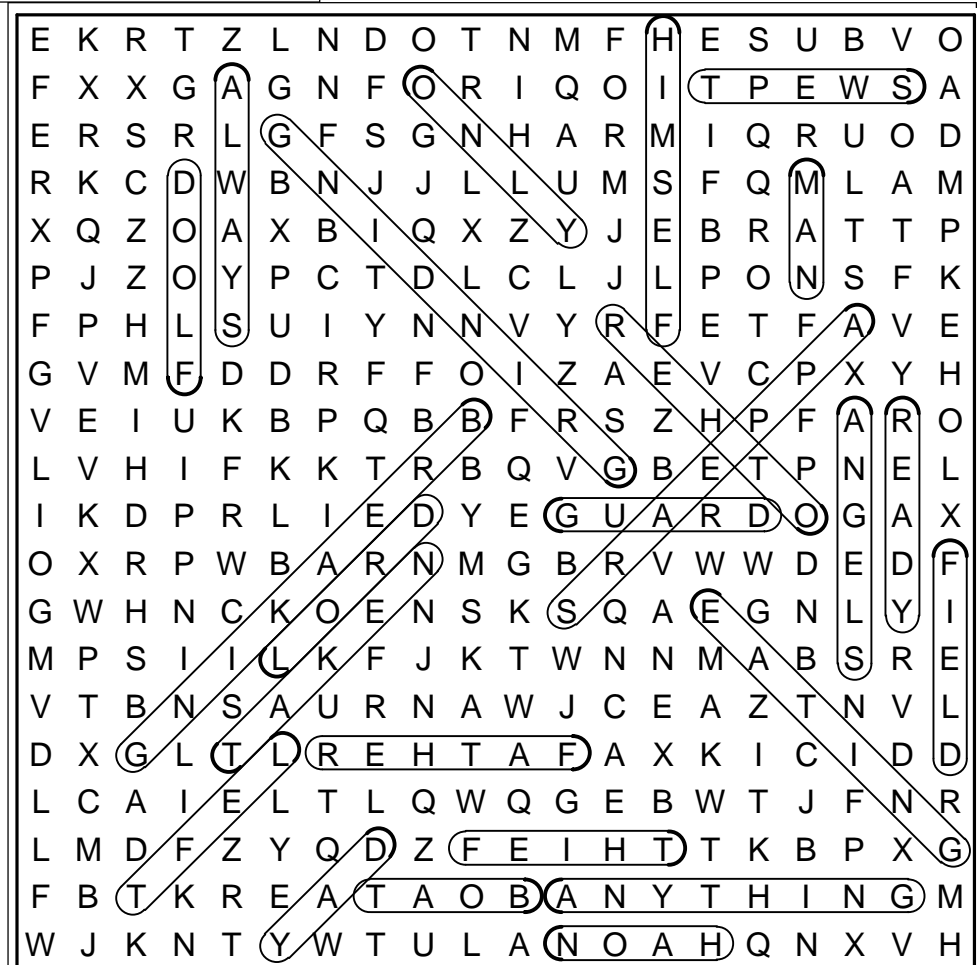 E K R T Z L N D O T N M F H E S U B V O
F X X G A G N F O R I Q O I T P E W S A
E R S R L G F S G N H A R M I Q R U O D
R K C D W B N J J L L U M S F Q M L A M
X Q Z O A X B I Q X Z Y J E B R A T T P
P J Z O Y P C T D L C L J L P O N S F K
F P H L S U I Y N N V Y R F E T F A V E
G V M F D D R F F O I Z A E V C P X Y H
V E I U K B P Q B B F R S Z H P F A R O
L V H I F K K T R B Q V G B E T P N E L
I K D P R L I E D Y E G U A R D O G A X
O X R P W B A R N M G B R V W W D E D F
G W H N C K O E N S K S Q A E G N L Y I
M P S I I L K F J K T W N N M A B S R E
V T B N S A U R N A W J C E A Z T N V L
D X G L T L R E H T A F A X K I C I D D
L C A I E L T L Q W Q G E B W T J F N R
L M D F Z Y Q D Z F E I H T T K B P X G
F B T K R E A T A O B A N Y T H I N G M
W J K N T Y W T U L A N O A H Q N X V H